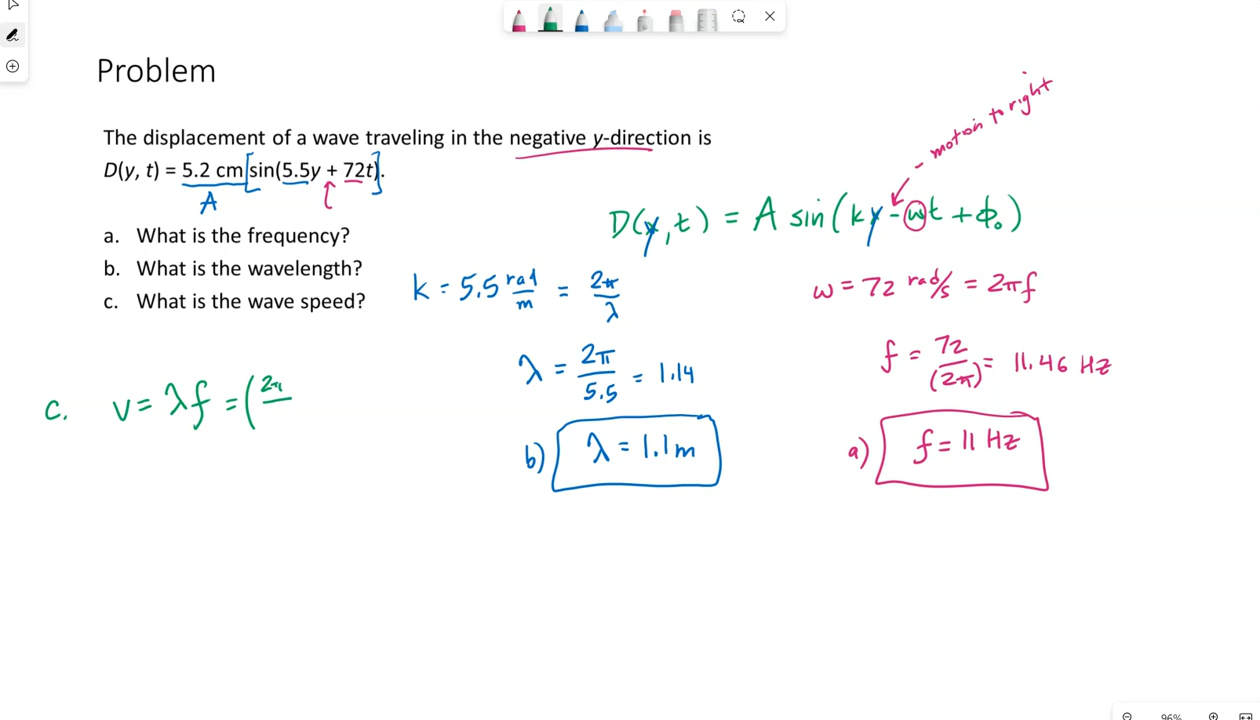 Problem
The displacement of a wave traveling in the negative y-direction is
D(y, t) = 5.2 cm[sin(5.5y + 72t)].
A
motion to right
D(y,t) = A sin(ky - ωt + ϕ₀)
a. What is the frequency?
b. What is the wavelength?
c. What is the wave speed?
k = 5.5 rad/m = 2π/λ
ω = 72 rad/s = 2πf
λ = 2π/5.5 = 1.14
f = 72/(2π) = 11.46 Hz
c. v = λf = (2π
b) λ = 1.1 m
a) f = 11 Hz
96%